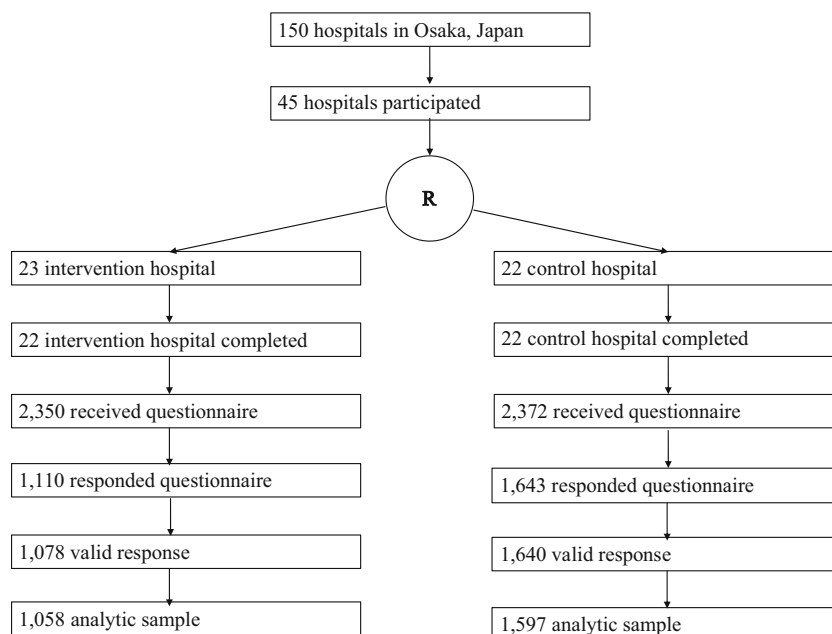 150 hospitals in Osaka, Japan
45 hospitals participated
R
23 intervention hospital
22 intervention hospital completed
2,350 received questionnaire
1,110 responded questionnaire
1,078 valid response
1,058 analytic sample
22 control hospital
22 control hospital completed
2,372 received questionnaire
1,643 responded questionnaire
1,640 valid response
1,597 analytic sample